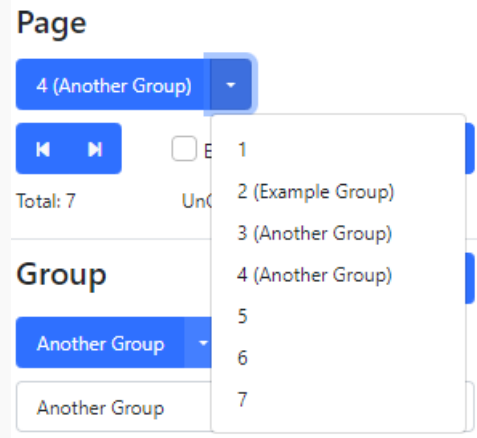 Page
4 (Another Group)
1
2 (Example Group)
3 (Another Group)
4 (Another Group)
5
6
7
Total: 7
Group
Another Group
Another Group